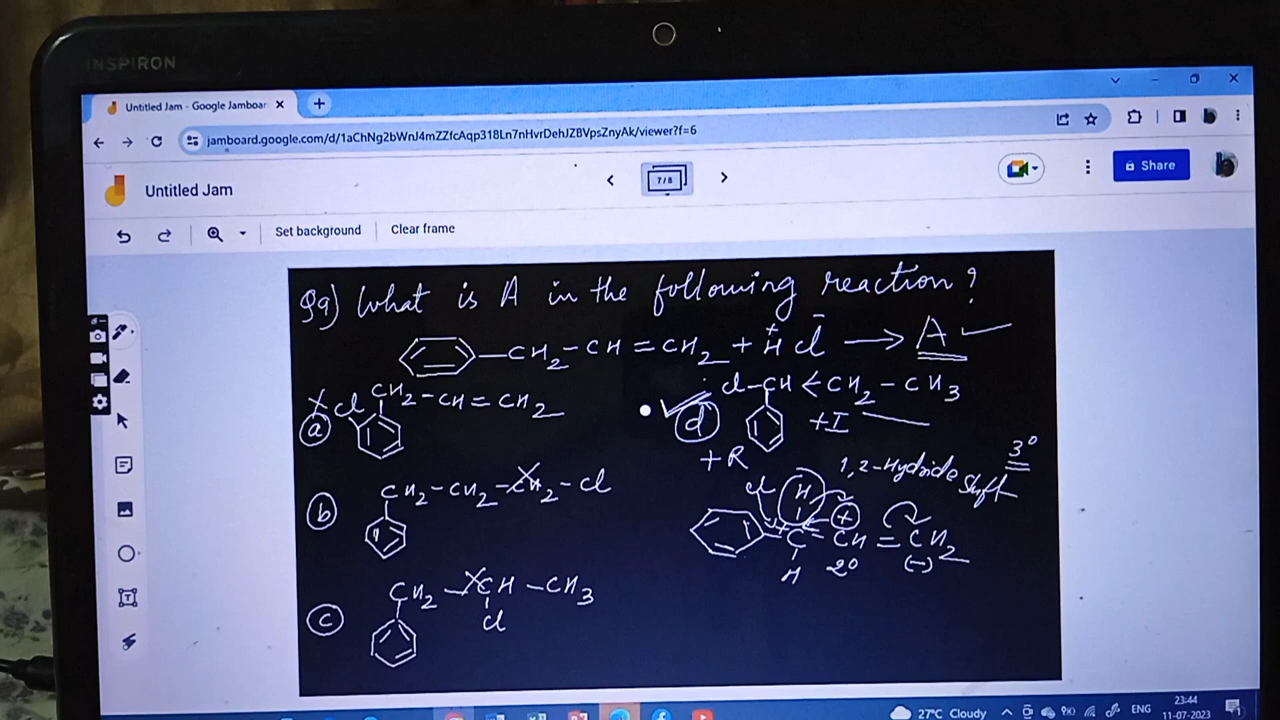 INSPIRON
Untitled Jam - Google Jamboar
jamboard.google.com/d/1aChNg2bWnJ4mZZfcAqp318Ln7nHvrDehJZBVpsZnyAk/viewer?f=6
Untitled Jam
7/8
Share
Set background
Clear frame
Q9) What is A in the following reaction?
—CH₂-CH=CH₂ + H⁺Cl⁻ → A
a Cl CH₂-CH=CH₂
d Cl-CH←CH₂-CH₃
+I
+R
1,2-Hydride Shift
3°
b CH₂-CH₂-CH₂-Cl
Cl H +
C CH=CH₂
H 2° (-)
c CH₂-CH-CH₃
Cl
27°C Cloudy
ENG
23:44
11-07-2023